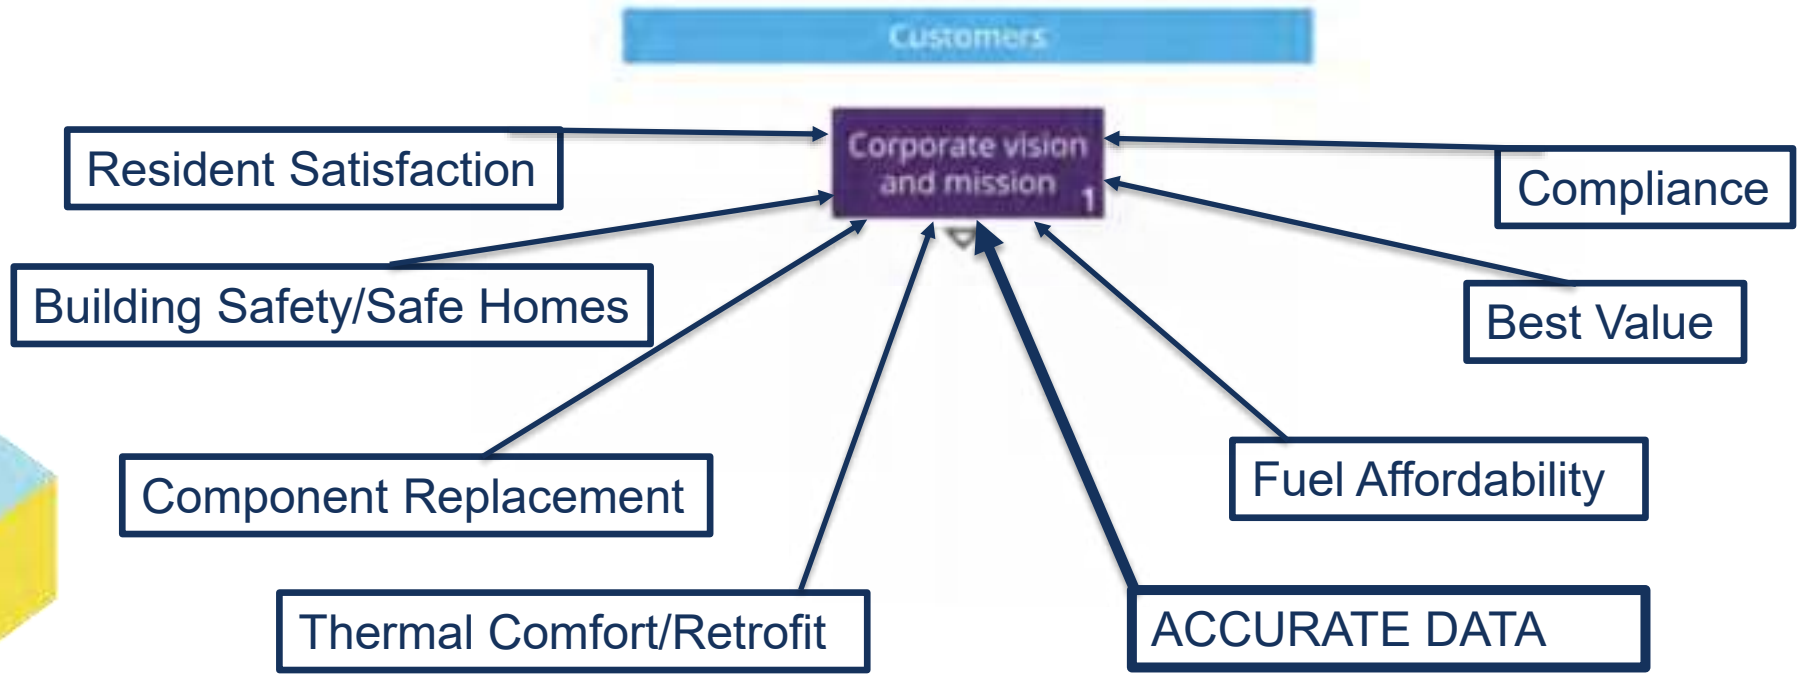 Customers
Corporate vision
and mission
1
Resident Satisfaction
Compliance
Building Safety/Safe Homes
Best Value
Component Replacement
Fuel Affordability
Thermal Comfort/Retrofit
ACCURATE DATA